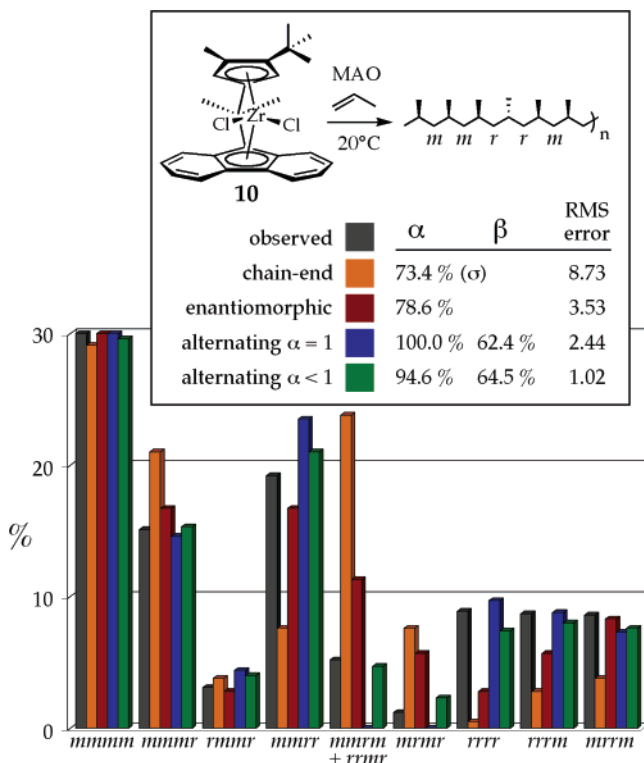 MAO
20°C
Cl Zr Cl
10
m m r r m n
α β RMS error
observed
chain-end 73.4 % (σ) 8.73
enantiomorphic 78.6 % 3.53
alternating α = 1 100.0 % 62.4 % 2.44
alternating α < 1 94.6 % 64.5 % 1.02
30
20
%
10
0
mmmm mmmr rmmr mmrr mmrm mrmr rrrr rrrm mrrm
+ rrmr